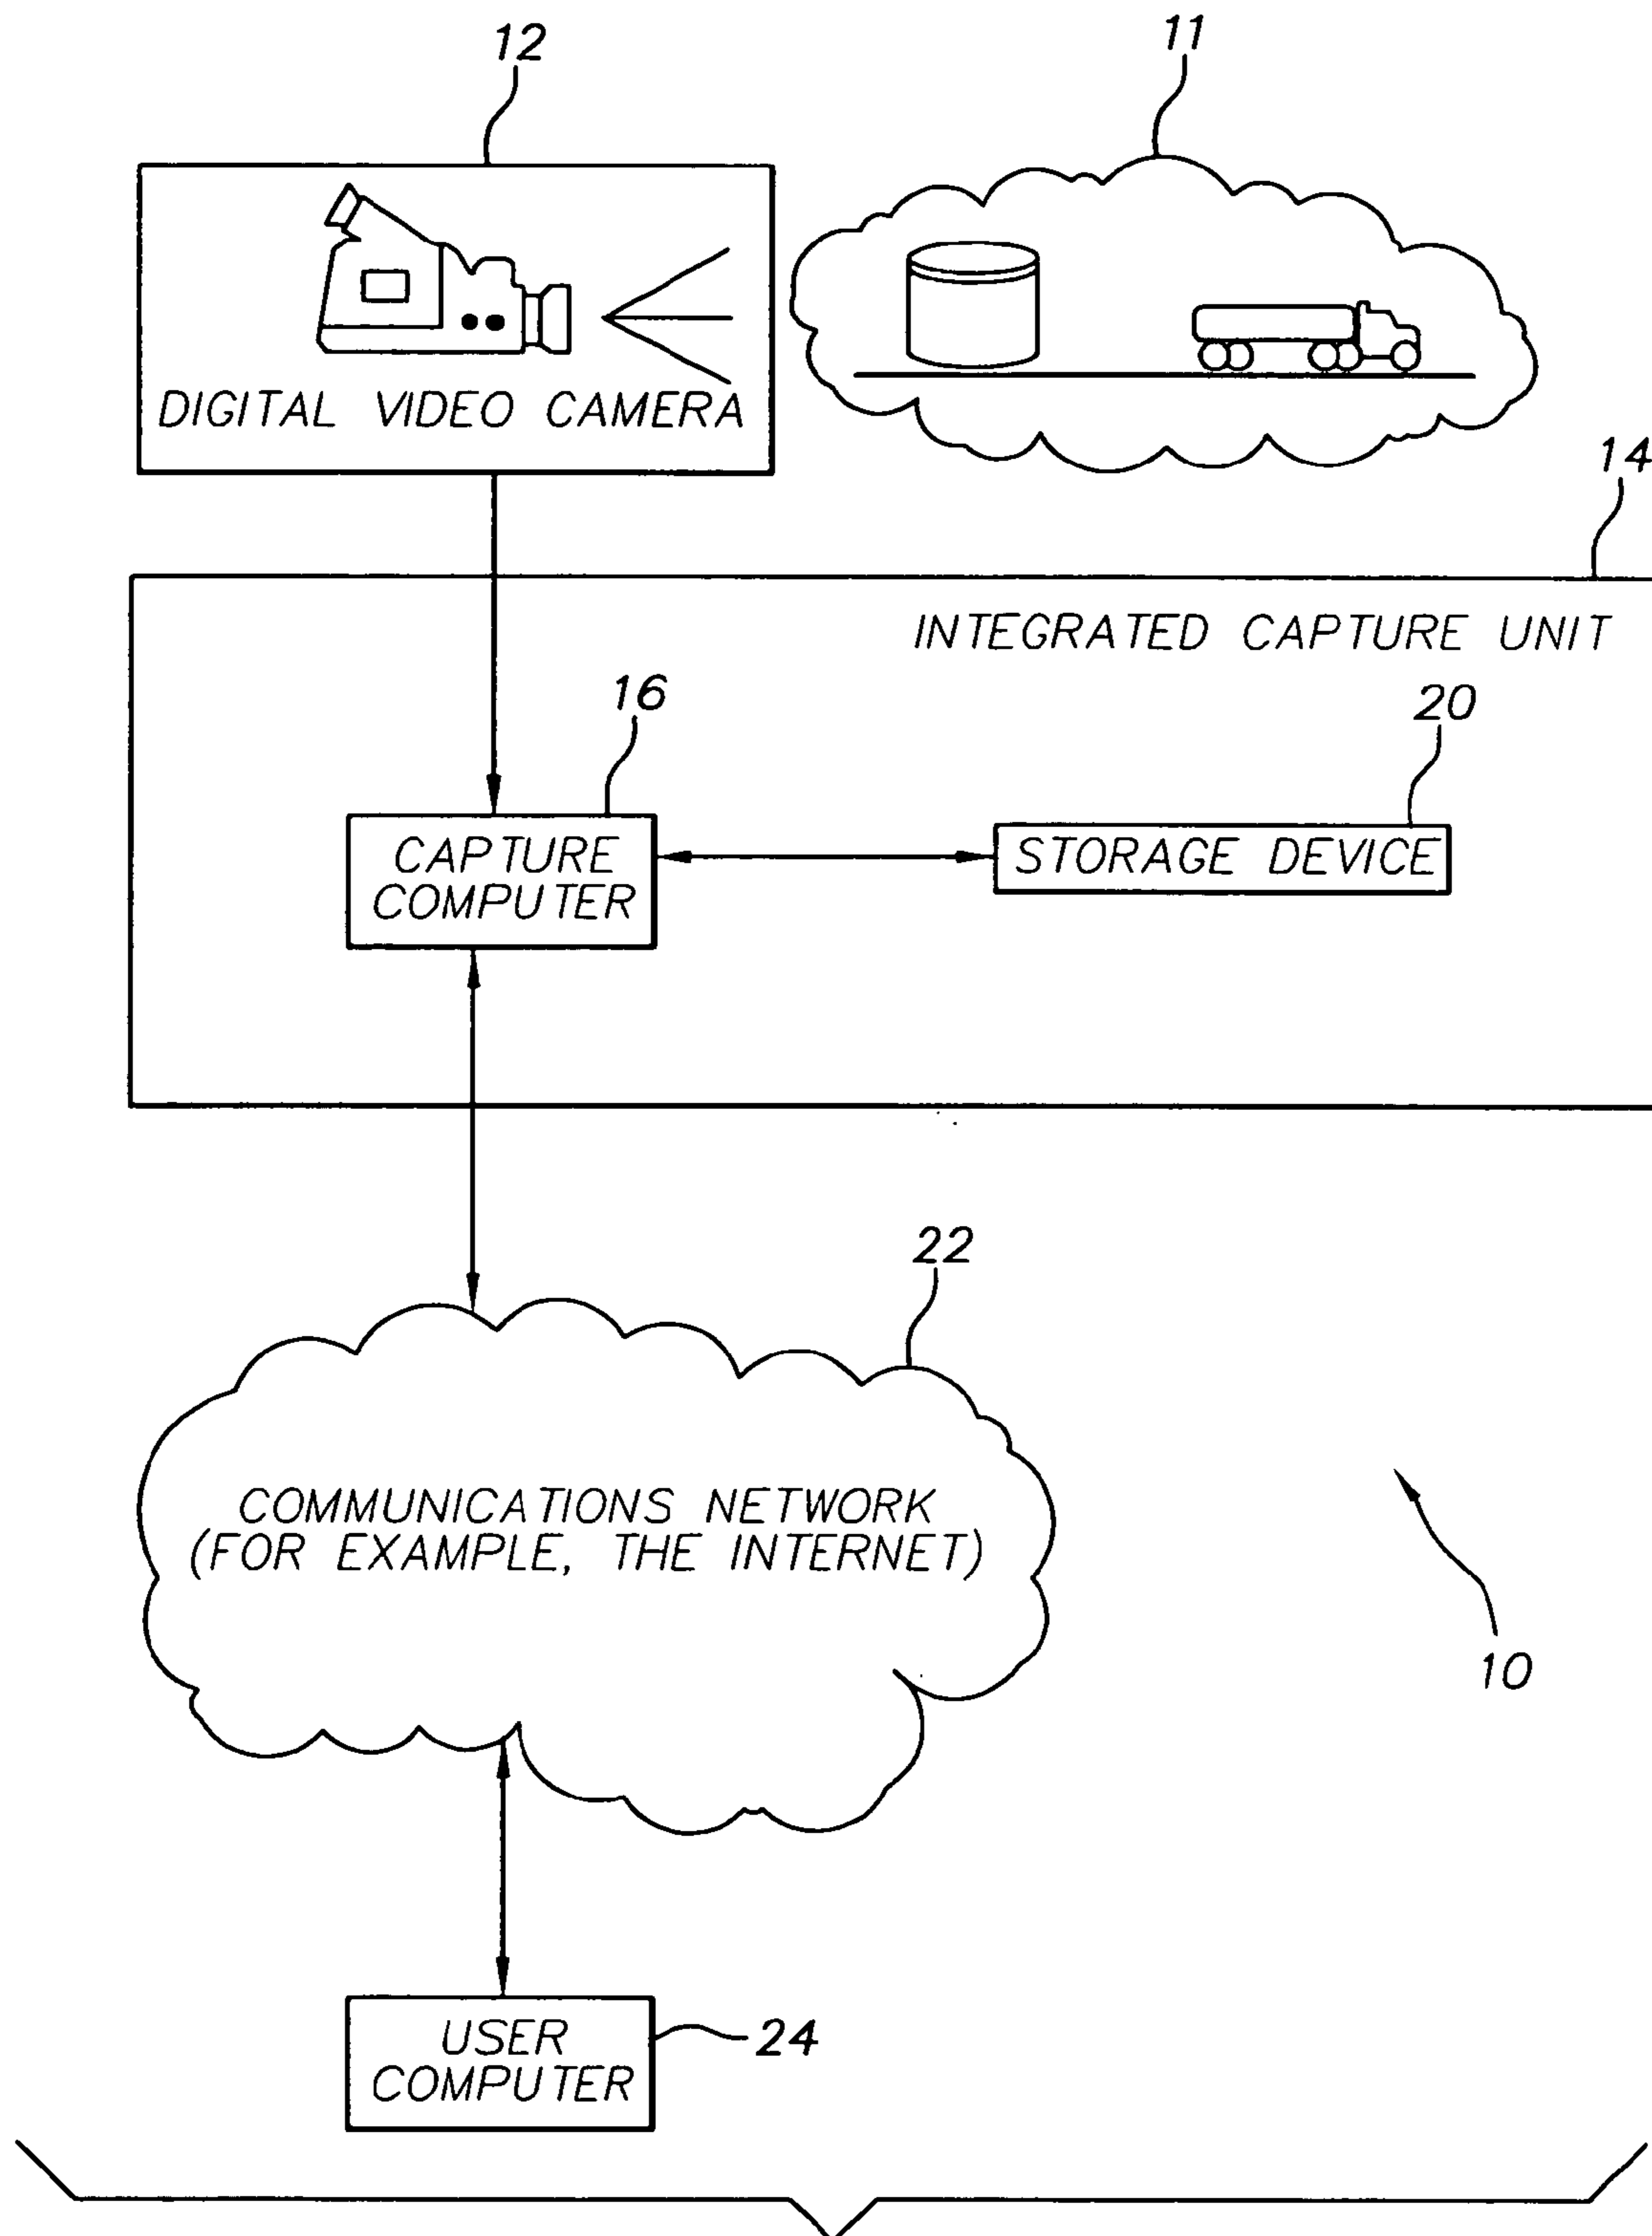 12
11
DIGITAL VIDEO CAMERA
14
INTEGRATED CAPTURE UNIT
16
20
CAPTURE
COMPUTER
STORAGE DEVICE
22
COMMUNICATIONS NETWORK
(FOR EXAMPLE, THE INTERNET)
10
USER
COMPUTER
24